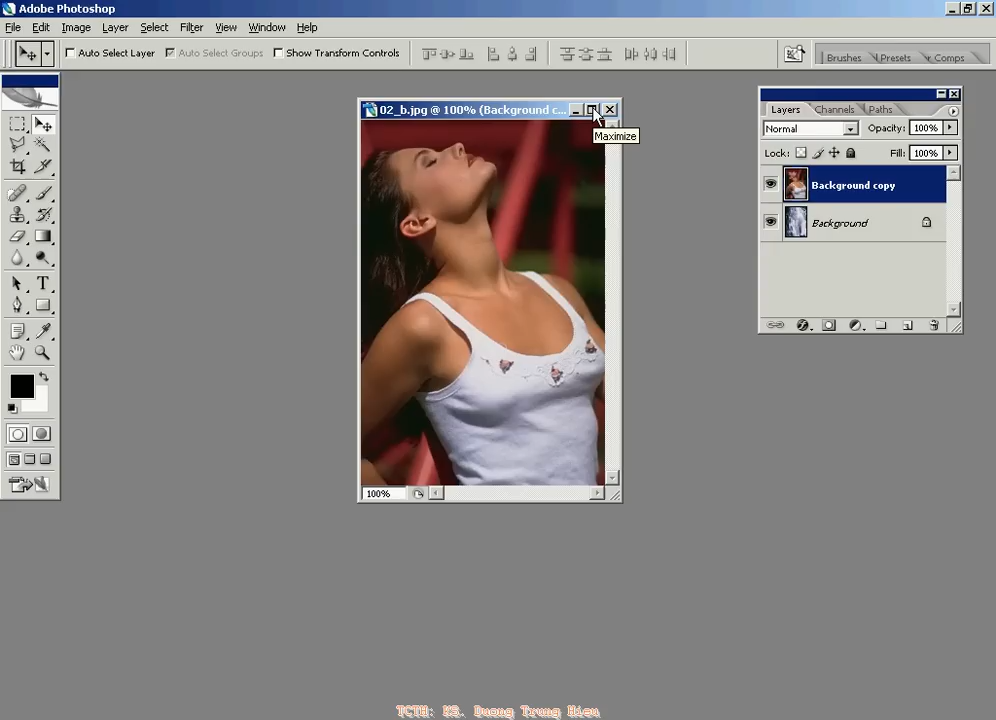 Adobe Photoshop
File Edit Image Layer Select Filter View Window Help
Auto Select Layer Auto Select Groups Show Transform Controls Brushes Presets r Comps
02_b.jpg @ 100% (Background c...
Maximize
Layers Channels Paths
Normal Opacity: 100%
Lock: Fill: 100%
Background copy
Background
T
100%
TCTH: KS. Duong Trung Hieu